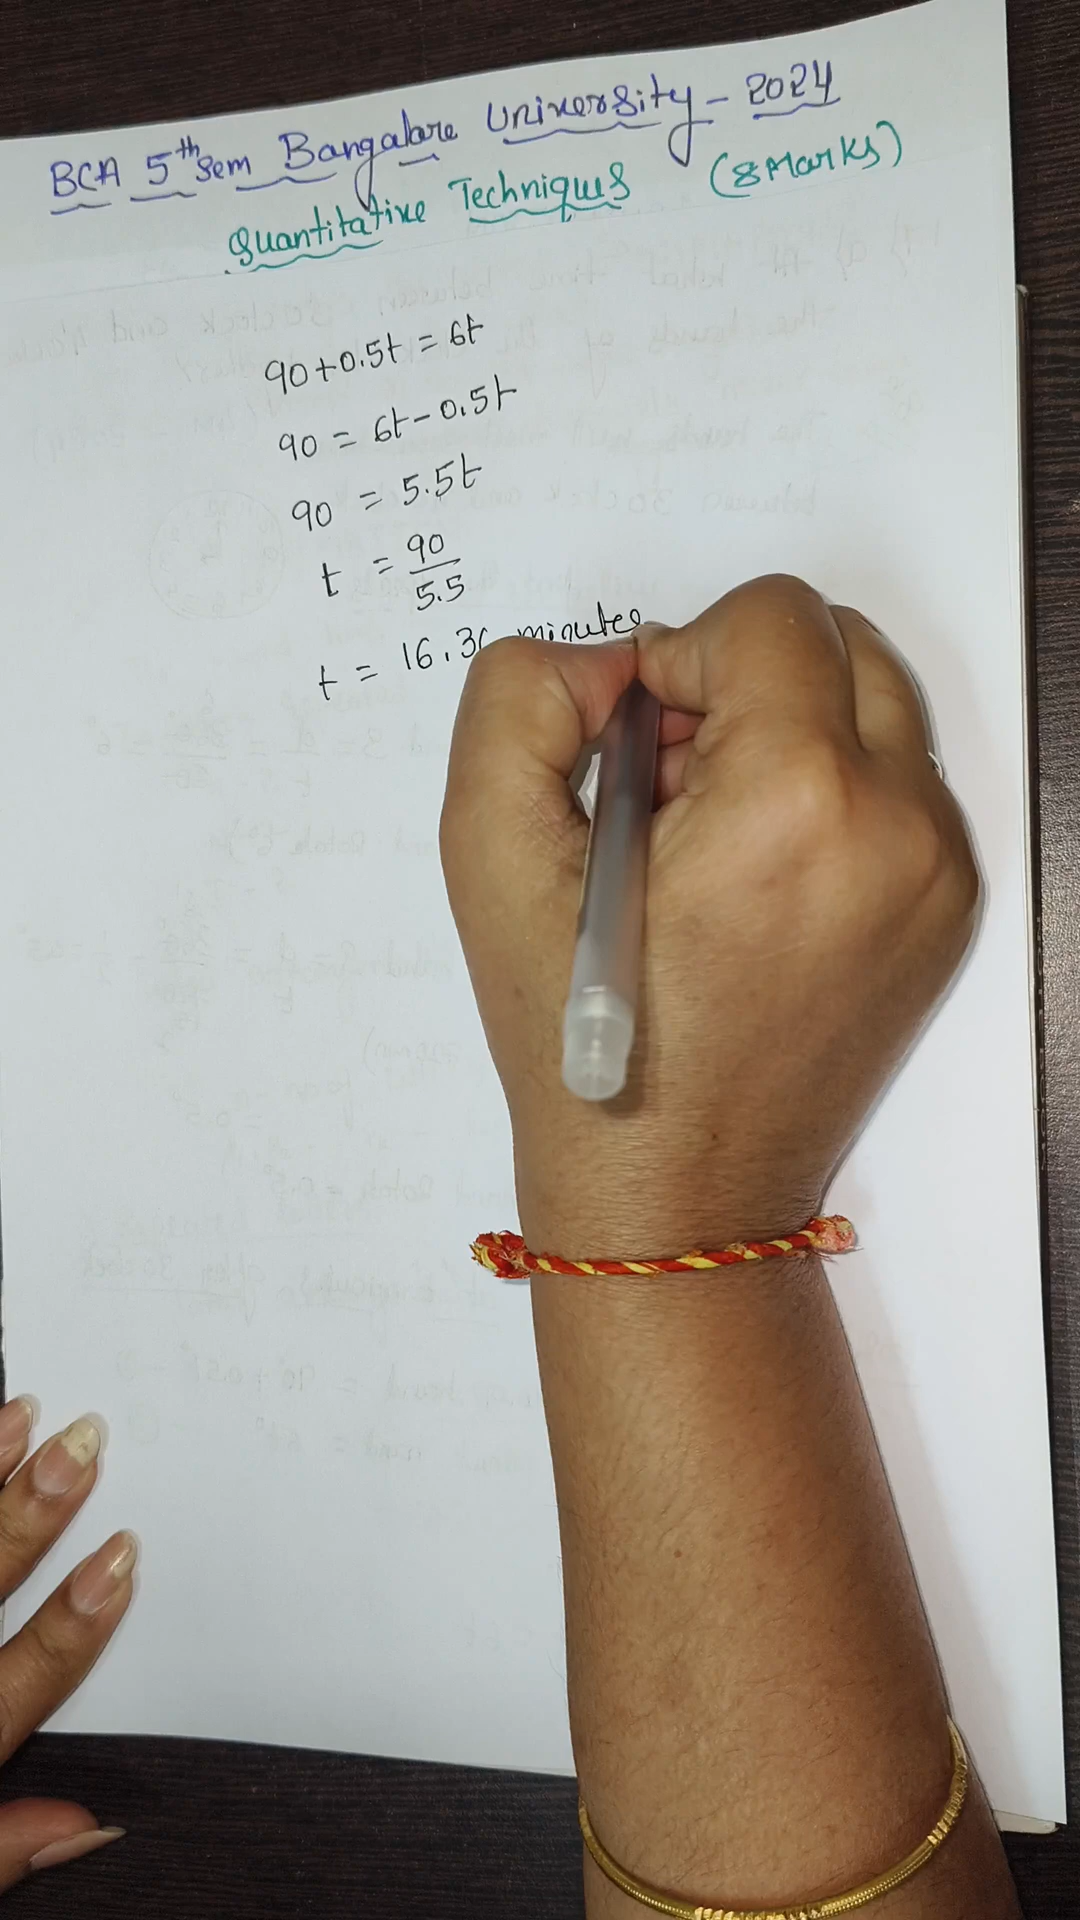 BCA 5th Sem Bangalore University - 2024
Quantitative Techniques (8 Marks)
90+0.5t = 6t
90 = 6t-0.5t
90 = 5.5t
t = 90/5.5
t = 16.36 minutes